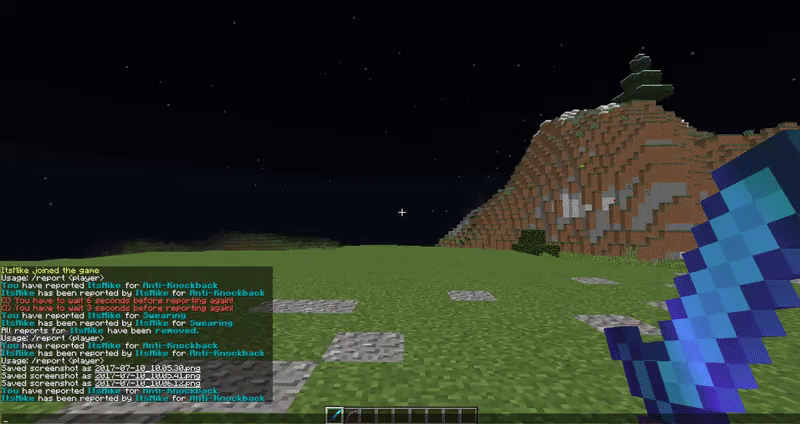 ItsMike joined the game
Usage: /report <player>
You have reported ItsMike for Anti-Knockback
ItsMike has been reported by ItsMike for Anti-Knockback
(!) You have to wait 6 seconds before reporting again!
(!) You have to wait 3 seconds before reporting again!
You have reported ItsMike for Swearing
ItsMike has been reported by ItsMike for Swearing
All reports for ItsMike have been removed.
Usage: /report <player>
You have reported ItsMike for Anti-Knockback
ItsMike has been reported by ItsMike for Anti-Knockback
Usage: /report <player>
Saved screenshot as 2017-07-10_10.05.30.png
Saved screenshot as 2017-07-10_10.05.41.png
Saved screenshot as 2017-07-10_10.06.12.png
You have reported ItsMike for Anti-Knockback
ItsMike has been reported by ItsMike for Anti-Knockback